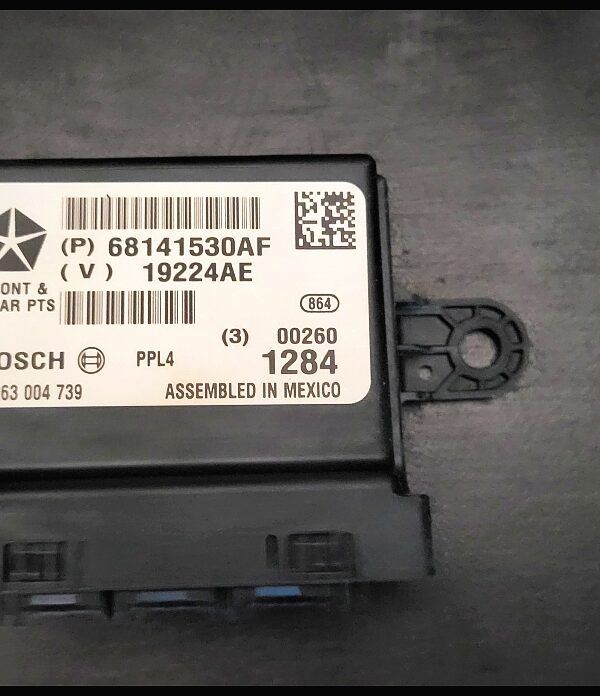 (P) 68141530AF
(V) 19224AE
ONT &
AR PTS
864
(3) 00260
OSCH PPL4 1284
63 004 739 ASSEMBLED IN MEXICO